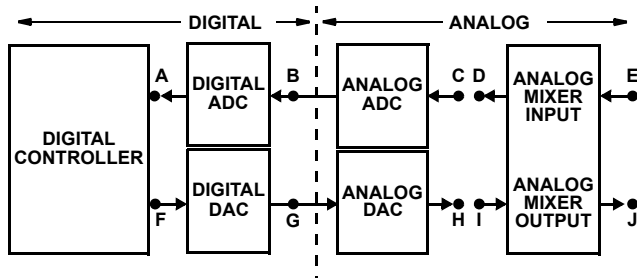 DIGITAL
ANALOG
A
B
C
D
E
DIGITAL
CONTROLLER
DIGITAL
ADC
ANALOG
ADC
ANALOG
MIXER
INPUT
DIGITAL
DAC
ANALOG
DAC
ANALOG
MIXER
OUTPUT
F
G
H
I
J